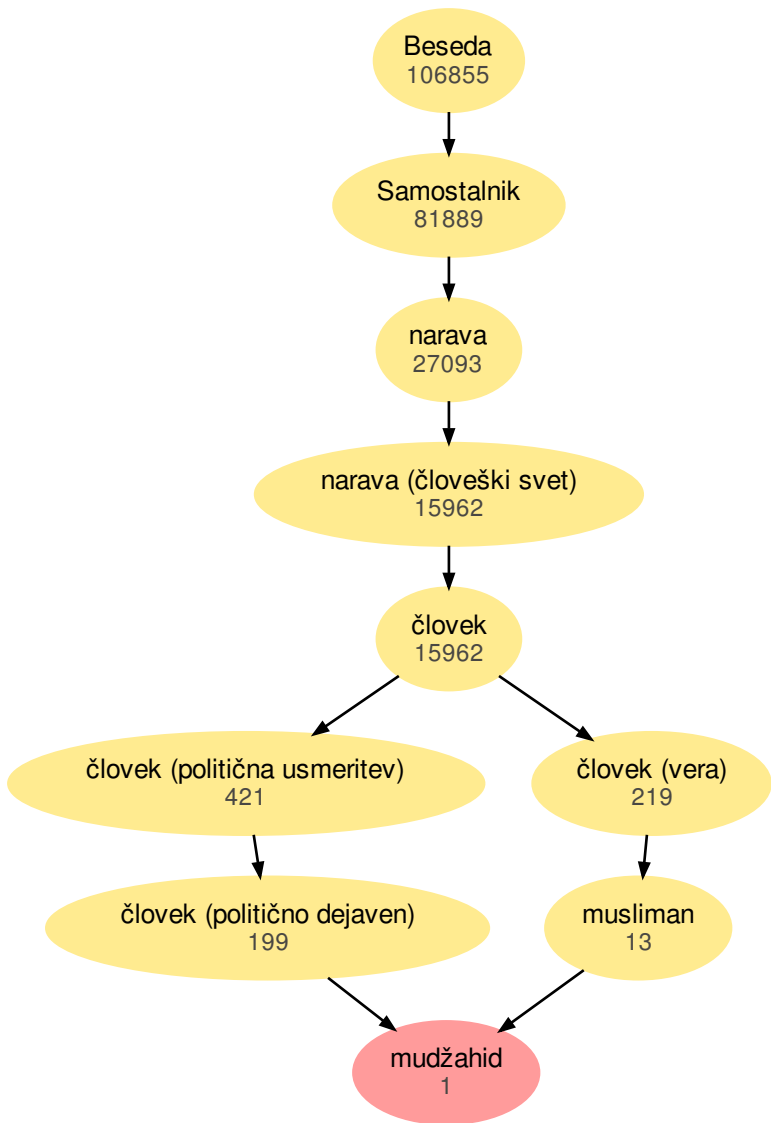 Beseda
106855
Samostalnik
81889
narava
27093
narava (človeški svet)
15962
človek
15962
človek (politična usmeritev)
421
človek (vera)
219
človek (politično dejaven)
199
musliman
13
mudžahid
1